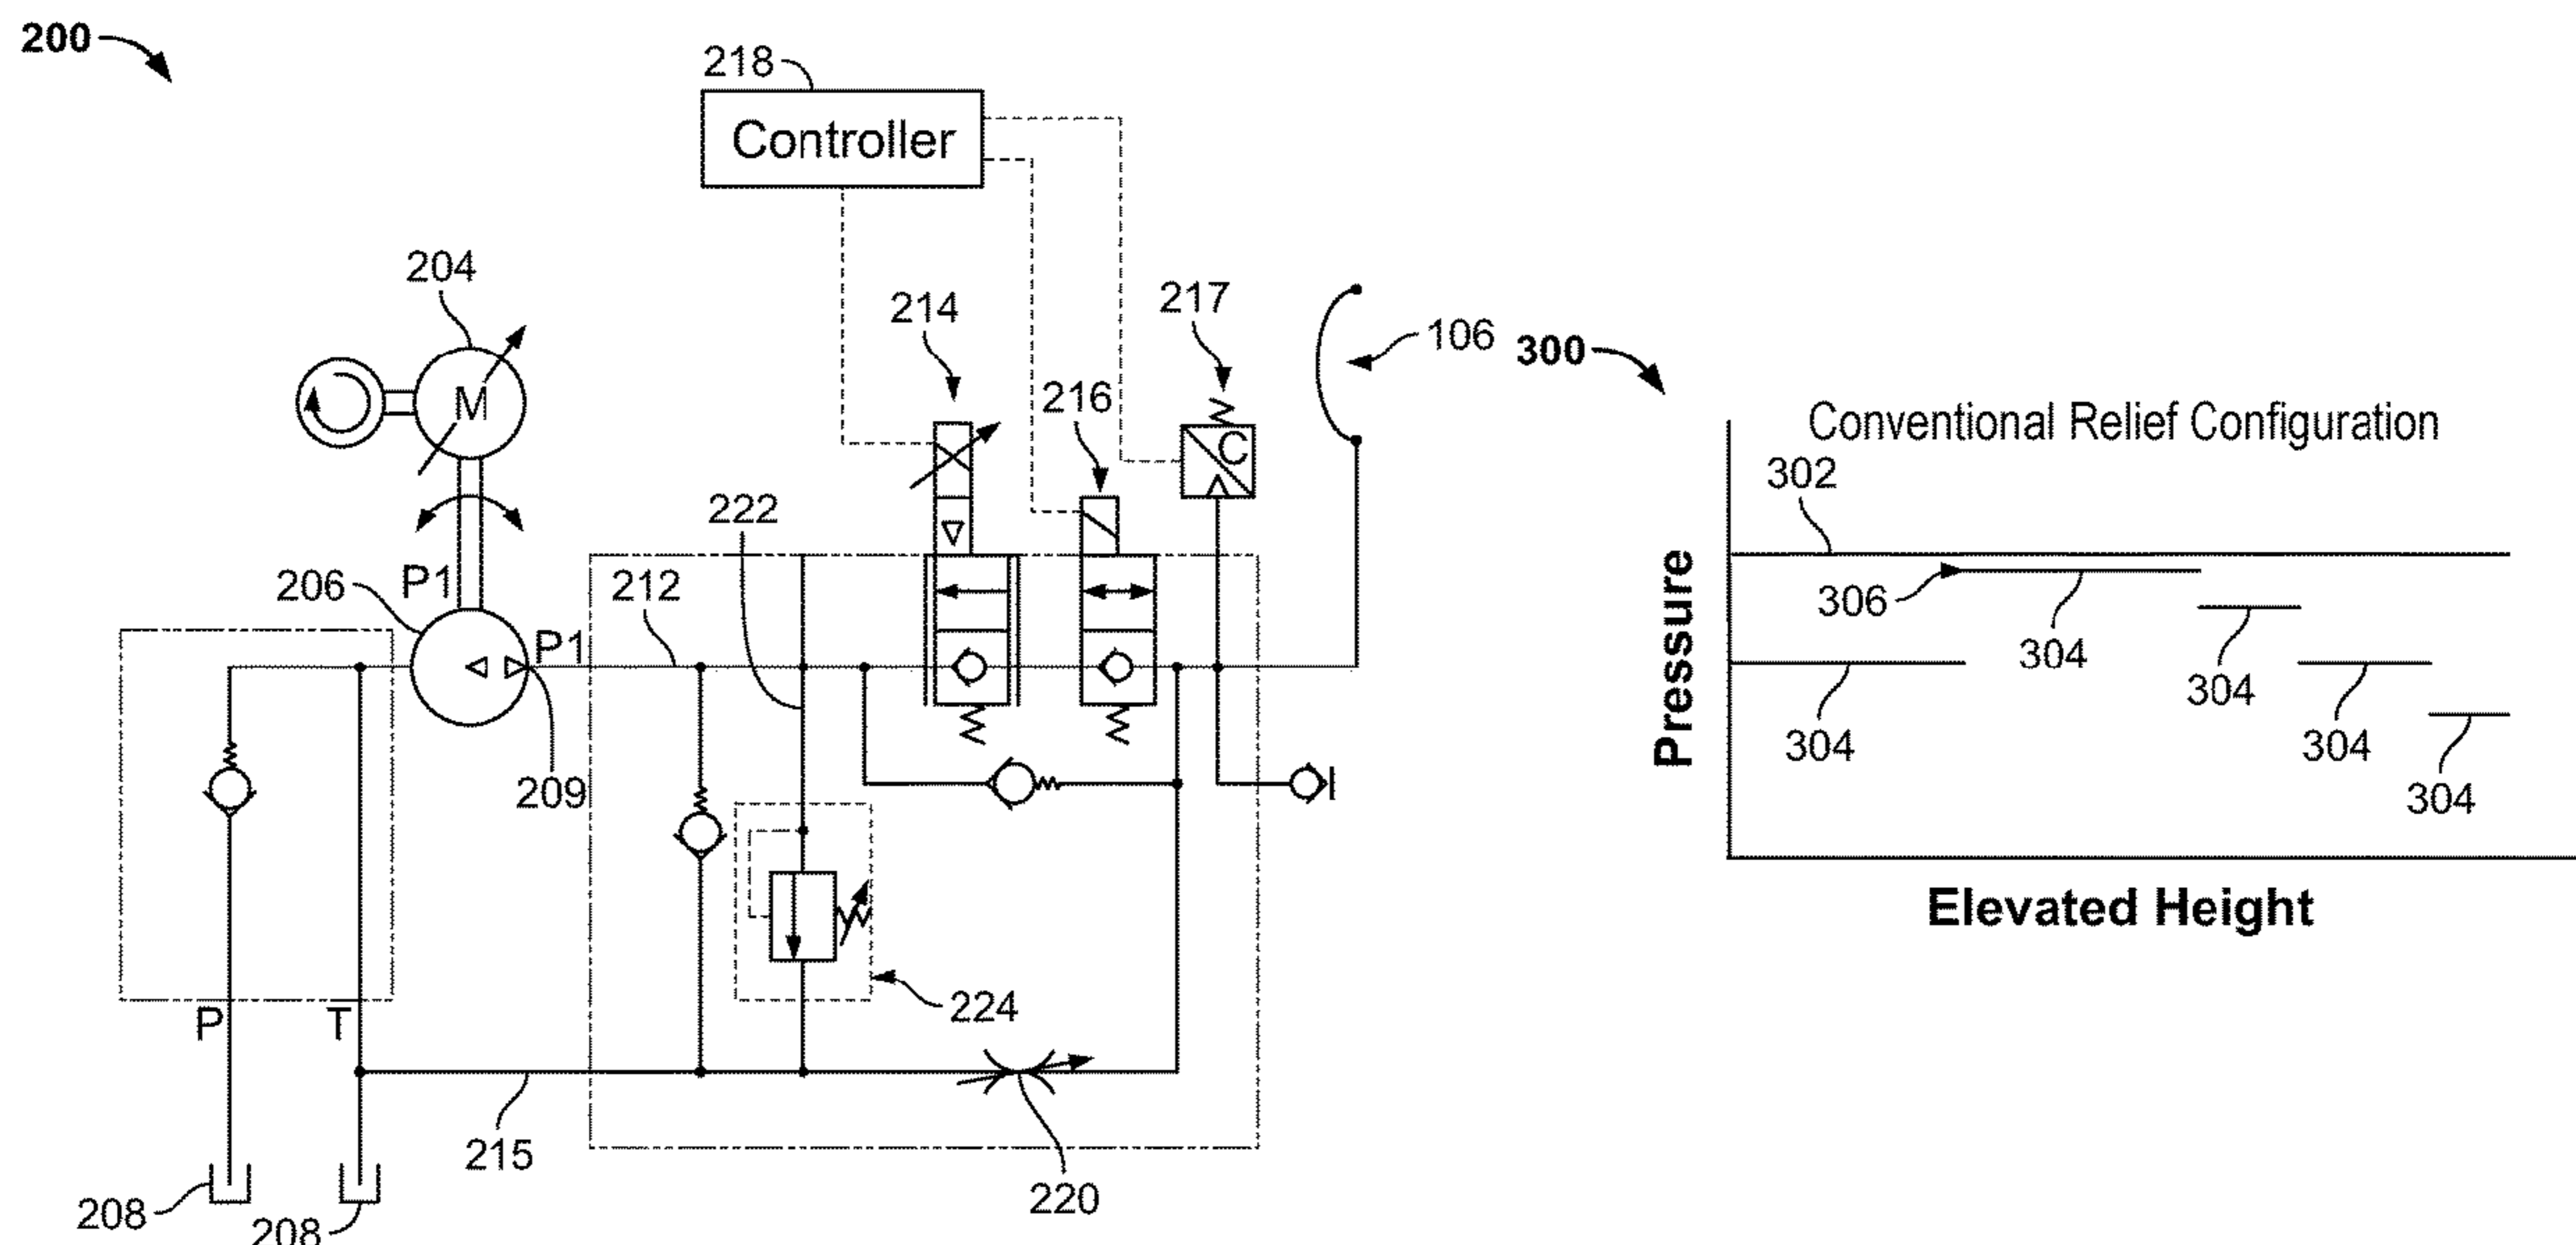 200
218
Controller
204
214
217
216
106
222
P1
206
212
P1
M
C
209
224
P
T
215
220
208
208
300
Conventional Relief Configuration
302
306
304
304
304
304
304
Pressure
Elevated Height